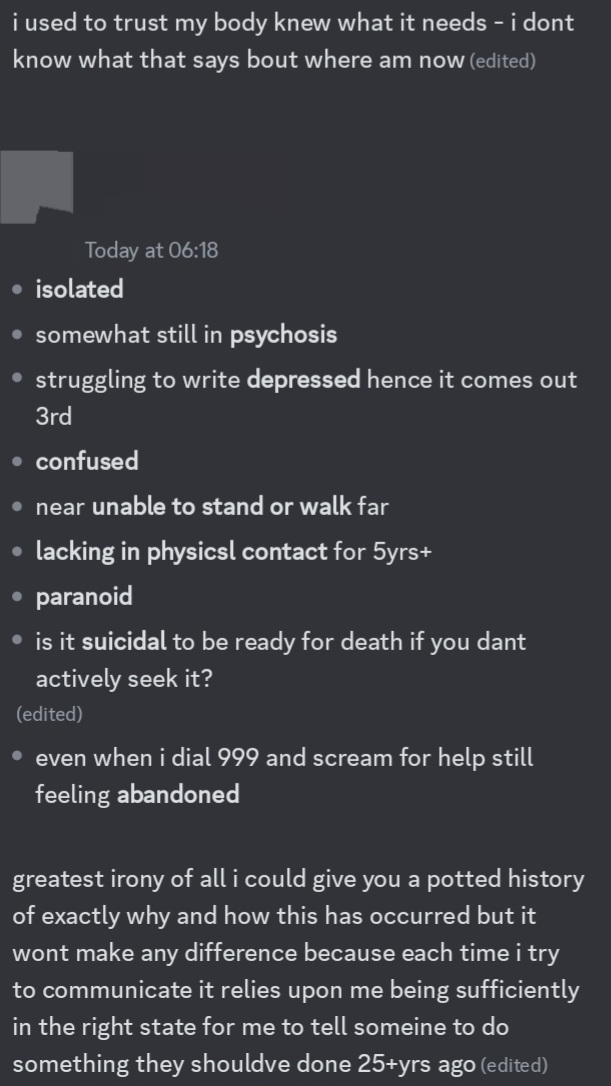 i used to trust my body knew what it needs - i dont
know what that says bout where am now (edited)
Today at 06:18
• isolated
• somewhat still in psychosis
• struggling to write depressed hence it comes out
3rd
• confused
• near unable to stand or walk far
• lacking in physicsl contact for 5yrs+
• paranoid
• is it suicidal to be ready for death if you dant
actively seek it?
(edited)
• even when i dial 999 and scream for help still
feeling abandoned
greatest irony of all i could give you a potted history
of exactly why and how this has occurred but it
wont make any difference because each time i try
to communicate it relies upon me being sufficiently
in the right state for me to tell someine to do
something they shouldve done 25+yrs ago (edited)